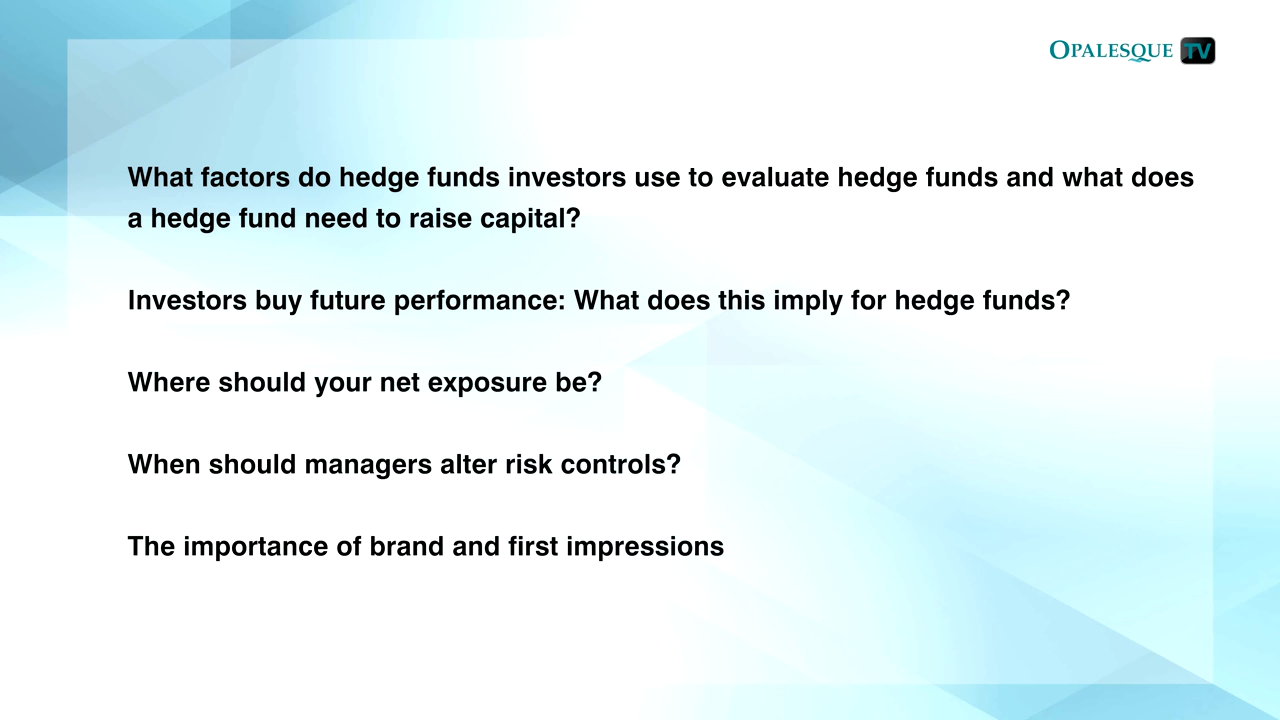 OPALESQUE TV
What factors do hedge funds investors use to evaluate hedge funds and what does
a hedge fund need to raise capital?
Investors buy future performance: What does this imply for hedge funds?
Where should your net exposure be?
When should managers alter risk controls?
The importance of brand and first impressions